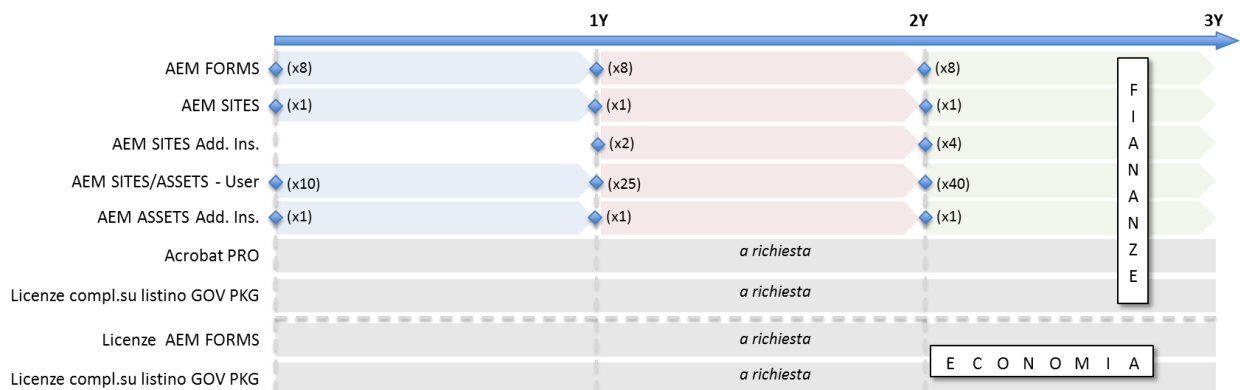 1Y 2Y 3Y
AEM FORMS (x8) (x8) (x8)
AEM SITES (x1) (x1) (x1)
AEM SITES Add. Ins. (x2) (x4)
AEM SITES/ASSETS - User (x10) (x25) (x40)
AEM ASSETS Add. Ins. (x1) (x1) (x1)
Acrobat PRO a richiesta
Licenze compl.su listino GOV PKG a richiesta
FIANANZE
Licenze AEM FORMS a richiesta
Licenze compl.su listino GOV PKG a richiesta
E C O N O M I A